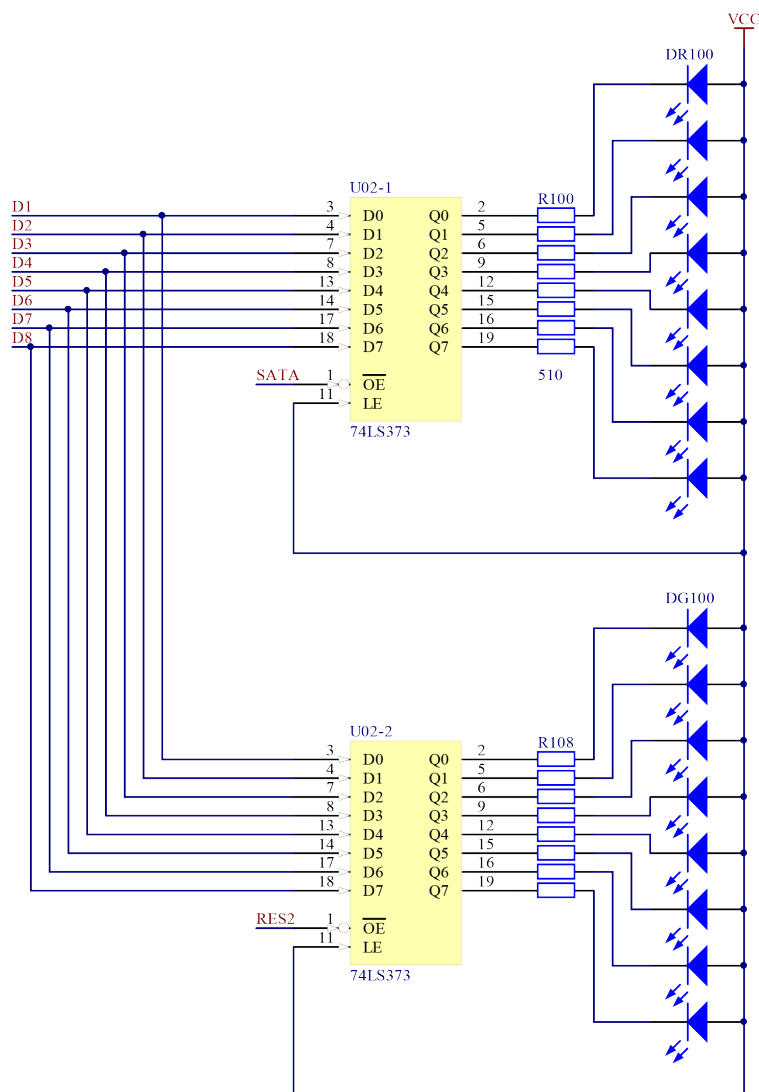 VCC
DR100
U02-1
R100
D1 3 D0 Q0 2
D2 4 D1 Q1 5
D3 7 D2 Q2 6
D4 8 D3 Q3 9
D5 13 D4 Q4 12
D6 14 D5 Q5 15
D7 17 D6 Q6 16
D8 18 D7 Q7 19
SATA 1 OE
510
11 LE
74LS373
DG100
U02-2
R108
3 D0 Q0 2
4 D1 Q1 5
7 D2 Q2 6
8 D3 Q3 9
13 D4 Q4 12
14 D5 Q5 15
17 D6 Q6 16
18 D7 Q7 19
RES2 1 OE
11 LE
74LS373